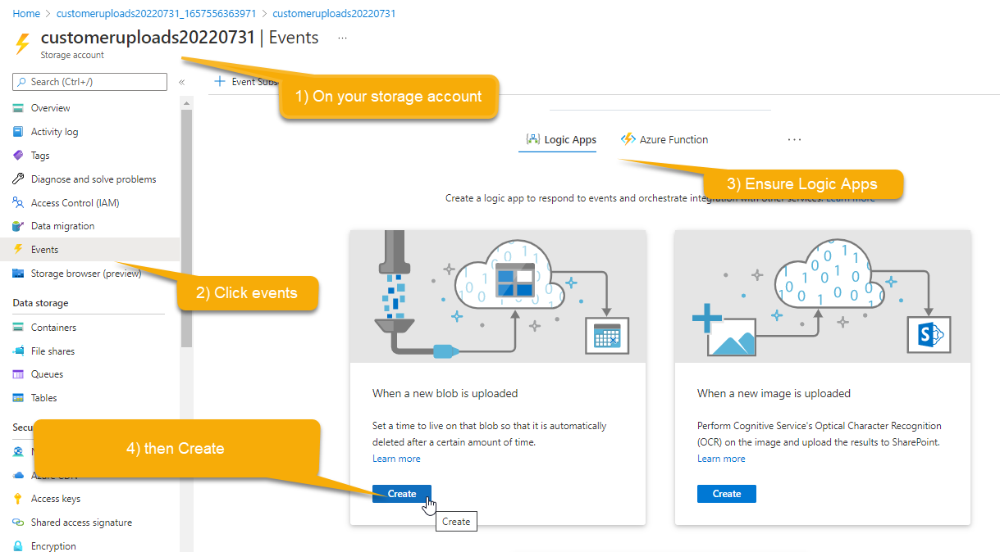 Home > customeruploads20220731_1657556363971 > customeruploads20220731
customeruploads20220731 | Events ...
Storage account
Search (Ctrl+/)
«
+ Event Subs
1) On your storage account
Overview
Activity log
Tags
Diagnose and solve problems
Access Control (IAM)
Data migration
Events
Storage browser (preview)
2) Click events
Data storage
Containers
File shares
Queues
Tables
Secu
4) then Create
Access keys
Shared access signature
Encryption
Logic Apps
Azure Function
...
3) Ensure Logic Apps
Create a logic app to respond to events and orchestrate integration with other services. Learn more
When a new blob is uploaded
Set a time to live on that blob so that it is automatically
deleted after a certain amount of time.
Learn more
Create
Create
When a new image is uploaded
Perform Cognitive Service's Optical Character Recognition
(OCR) on the image and upload the results to SharePoint.
Learn more
Create